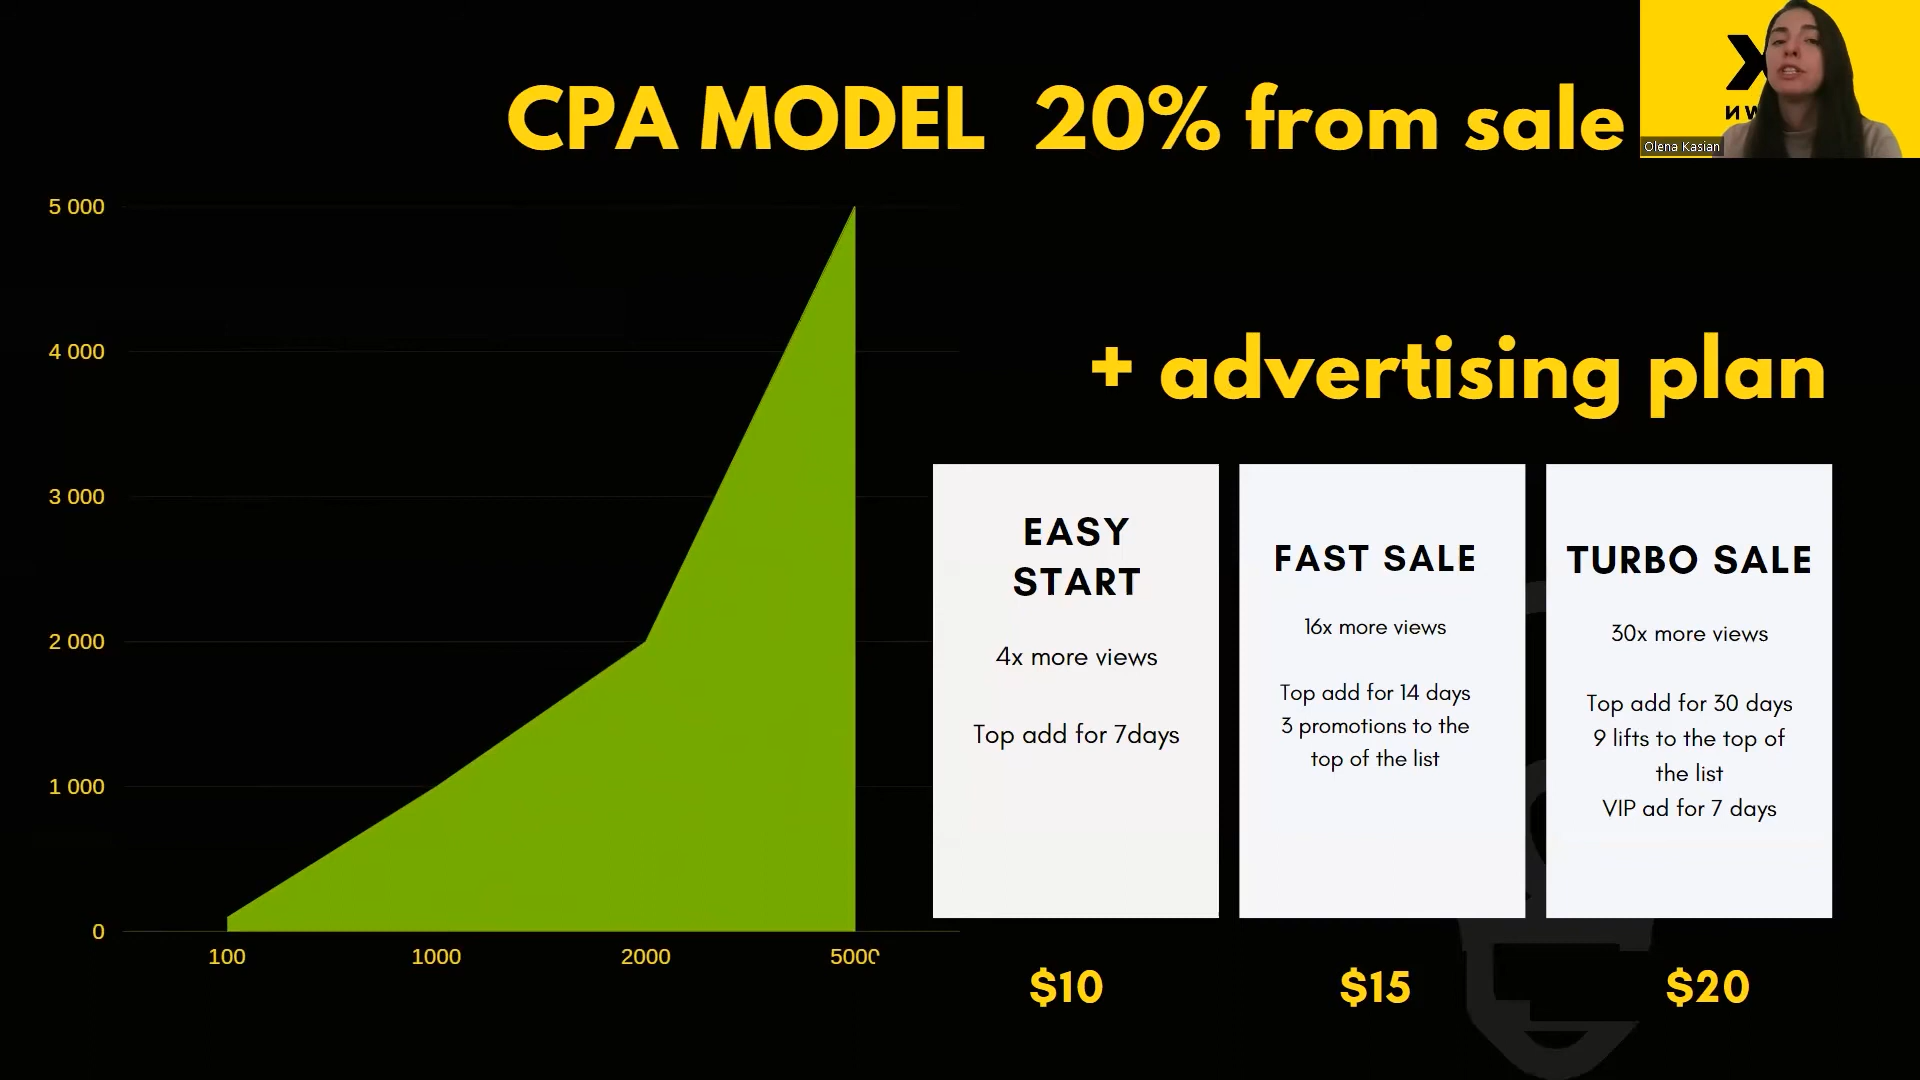 CPA MODEL 20% from sale
Olena Kasian
5 000
4 000
3 000
2 000
1 000
0
100
1000
2000
+ advertising plan
EASY
START
4x more views
Top add for 7days
$10
FAST SALE
16x more views
Top add for 14 days
3 promotions to the
top of the list
$15
TURBO SALE
30x more views
Top add for 30 days
9 lifts to the top of
the list
VIP ad for 7 days
$20